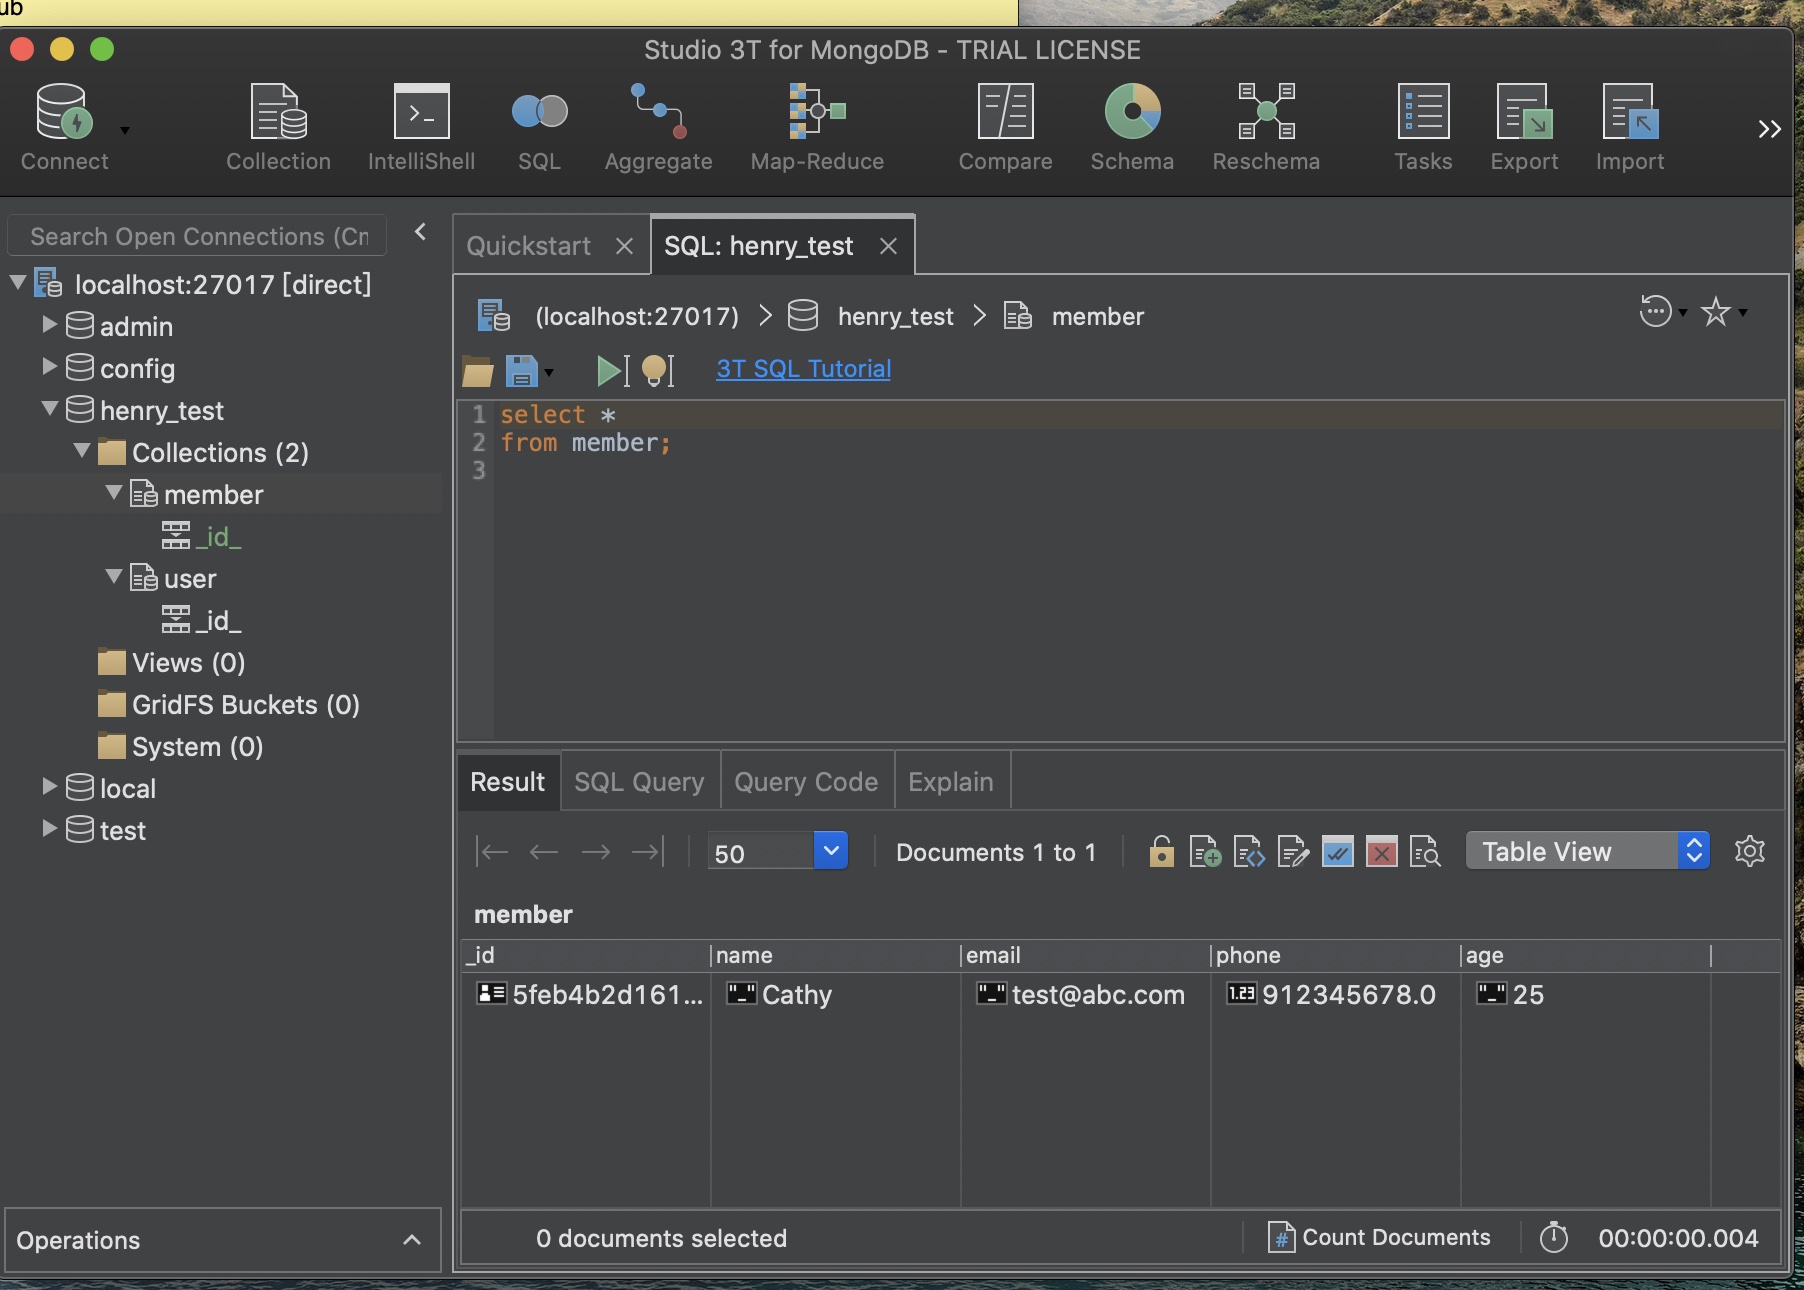 ub
Studio 3T for MongoDB - TRIAL LICENSE
Connect Collection IntelliShell SQL Aggregate Map-Reduce Compare Schema Reschema Tasks Export Import
Search Open Connections (Cn
localhost:27017 [direct]
admin
config
henry_test
Collections (2)
member
_id_
user
_id_
Views (0)
GridFS Buckets (0)
System (0)
local
test
Operations
Quickstart SQL: henry_test
(localhost:27017) henry_test member
3T SQL Tutorial
1 select *
2 from member;
3
Result SQL Query Query Code Explain
50 Documents 1 to 1 Table View
member
_id name email phone age
5feb4b2d161... "_" Cathy "_" test@abc.com 1.23 912345678.0 "_" 25
0 documents selected # Count Documents 00:00:00.004